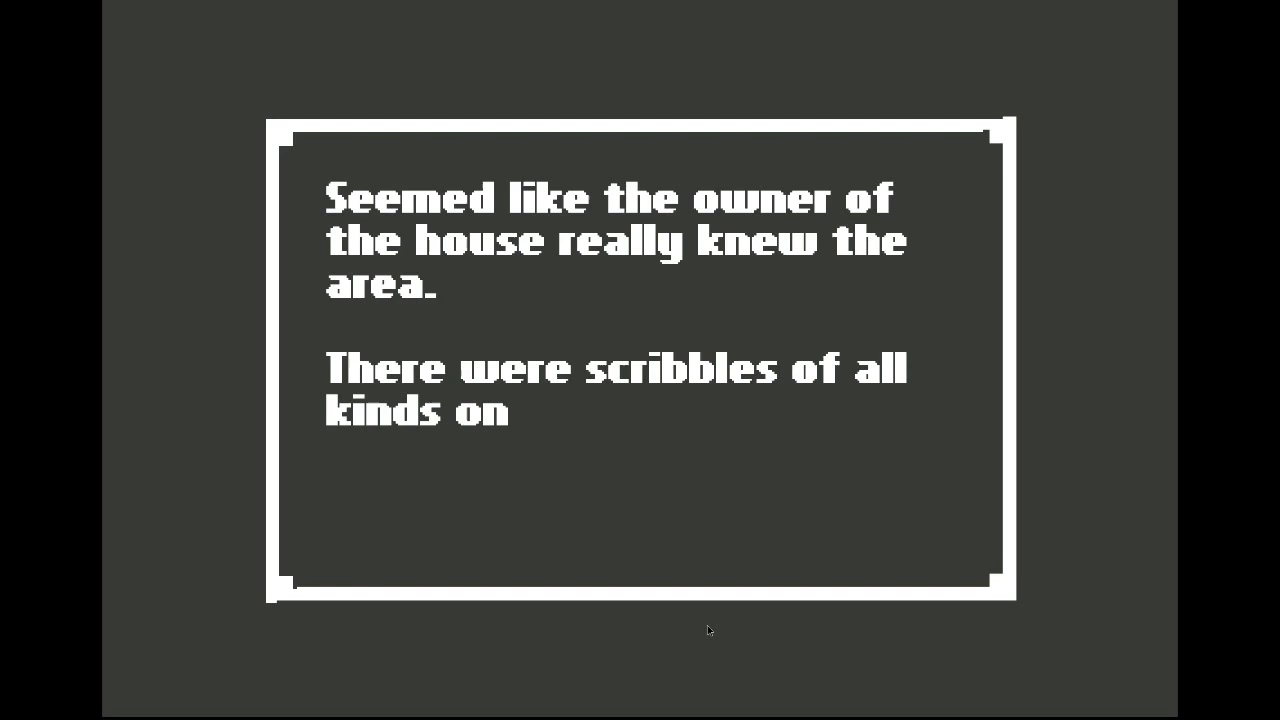 Seemed like the owner of
the house really knew the
area.
There were scribbles of all
kinds on